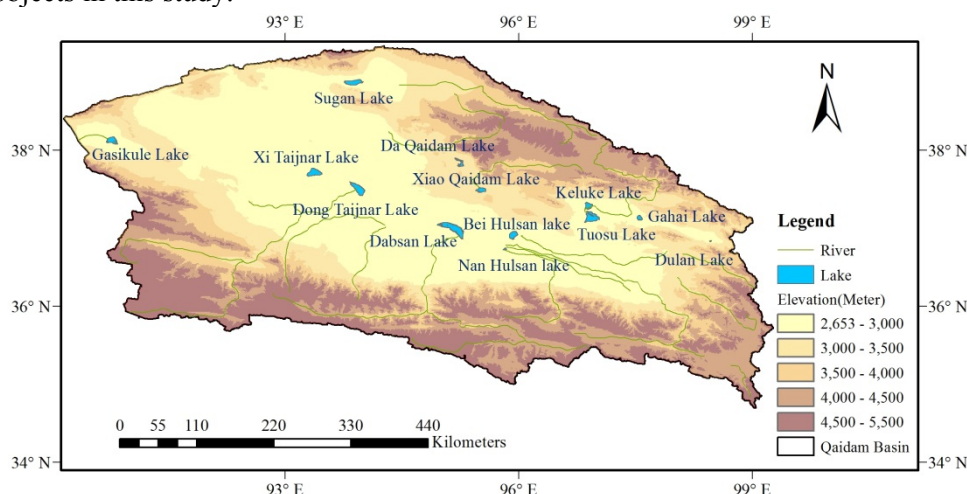 objects in this study.
93° E 96° E 99° E
N
Sugan Lake
38° N 38° N
Da Qaidam Lake
Gasikule Lake
Xi Taijnar Lake
Xiao Qaidam Lake
Keluke Lake
Dong Taijnar Lake
Bei Hulsan lake
Gahai Lake
Tuosu Lake
Dabsan Lake
Nan Hulsan lake
Dulan Lake
36° N 36° N
34° N 34° N
Legend
River
Lake
Elevation(Meter)
2,653 - 3,000
3,000 - 3,500
3,500 - 4,000
4,000 - 4,500
4,500 - 5,500
Qaidam Basin
0 55 110 220 330 440
Kilometers
93° E 96° E 99° E